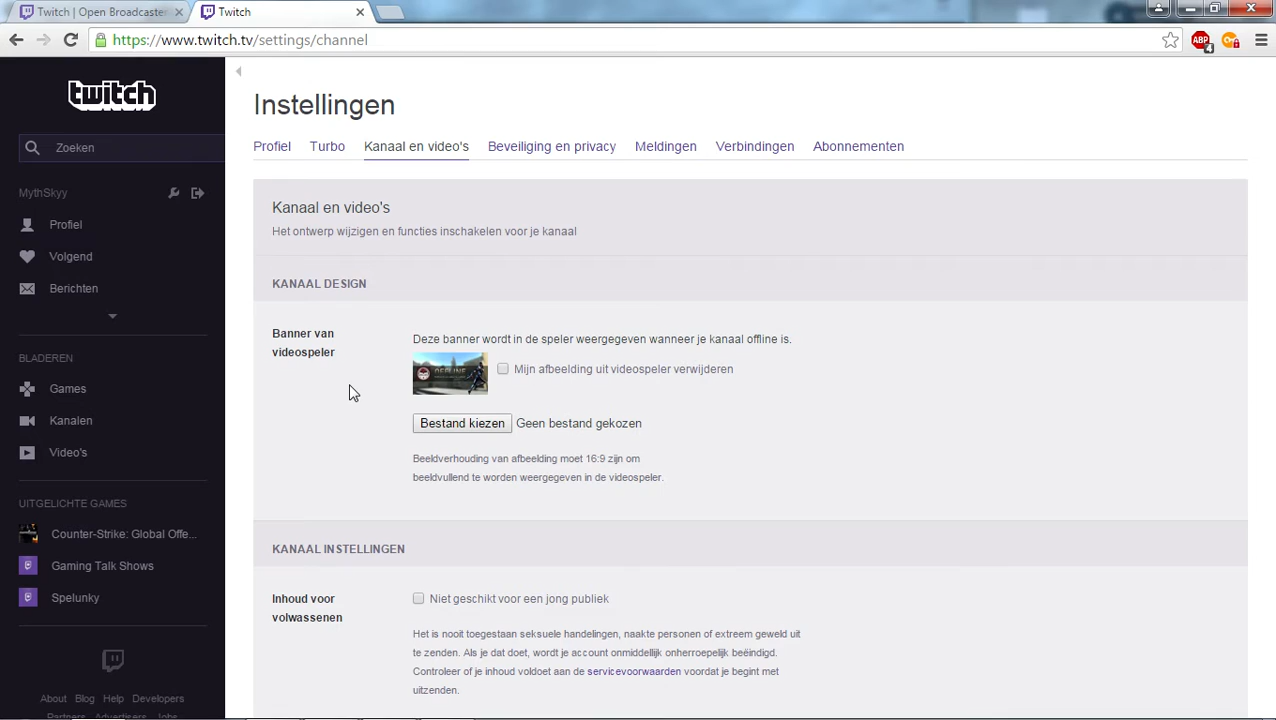 Twitch | Open Broadcaster
Twitch
https://www.twitch.tv/settings/channel
ABP
4
twitch
Zoeken
MythSkyy
Profiel
Volgend
Berichten
BLADEREN
Games
Kanalen
Video's
UITGELICHTE GAMES
Counter-Strike: Global Offe...
Gaming Talk Shows
Spelunky
About Blog Help Developers
Partners Advertisers Jobs
Instellingen
Profiel Turbo Kanaal en video's Beveiliging en privacy Meldingen Verbindingen Abonnementen
Kanaal en video's
Het ontwerp wijzigen en functies inschakelen voor je kanaal
KANAAL DESIGN
Banner van
videospeler
Deze banner wordt in de speler weergegeven wanneer je kanaal offline is.
OFFLINE
Mijn afbeelding uit videospeler verwijderen
Bestand kiezen Geen bestand gekozen
Beeldverhouding van afbeelding moet 16:9 zijn om
beeldvullend te worden weergegeven in de videospeler.
KANAAL INSTELLINGEN
Inhoud voor
volwassenen
Niet geschikt voor een jong publiek
Het is nooit toegestaan seksuele handelingen, naakte personen of extreem geweld uit
te zenden. Als je dat doet, wordt je account onmiddellijk onherroepelijk beëindigd.
Controleer of je inhoud voldoet aan de servicevoorwaarden voordat je begint met
uitzenden.